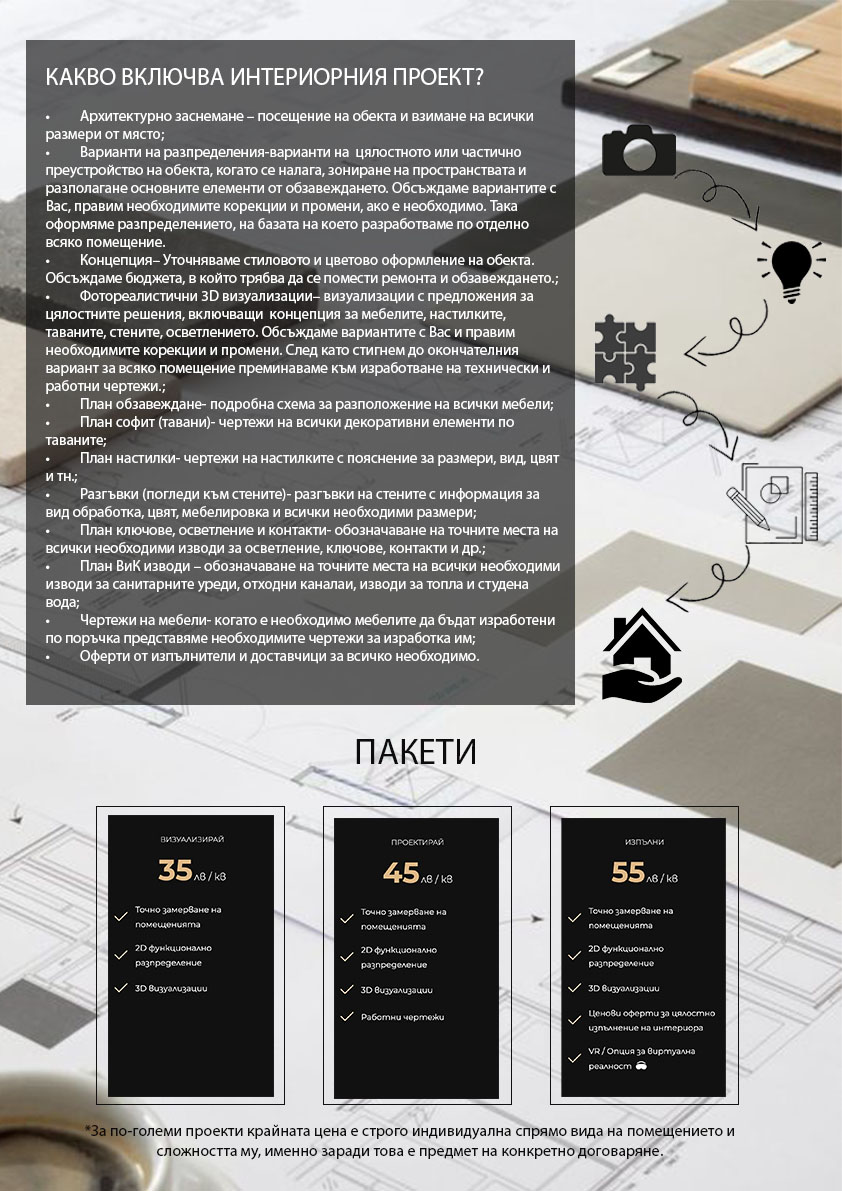 КАКВО ВКЛЮЧВА ИНТЕРИОРНИЯ ПРОЕКТ?
• Архитектурно заснемане – посещение на обекта и взимане на всички
размери от място;
• Варианти на разпределения-варианти на цялостното или частично
преустройство на обекта, когато се налага, зониране на пространствата и
разполагане основните елементи от обзавеждането. Обсъждаме вариантите с
Вас, правим необходимите корекции и промени, ако е необходимо. Така
оформяме разпределението, на базата на което разработваме по отделно
всяко помещение.
• Концепция– Уточняваме стиловото и цветово оформление на обекта.
Обсъждаме бюджета, в който трябва да се помести ремонта и обзавеждането.;
• Фотореалистични 3D визуализации– визуализации с предложения за
цялостните решения, включващи концепция за мебелите, настилките,
таваните, стените, осветлението. Обсъждаме вариантите с Вас и правим
необходимите корекции и промени. След като стигнем до окончателния
вариант за всяко помещение преминаваме към изработване на технически и
работни чертежи.;
• План обзавеждане- подробна схема за разположение на всички мебели;
• План софит (тавани)- чертежи на всички декоративни елементи по
таваните;
• План настилки- чертежи на настилките с пояснение за размери, вид, цвят
и тн.;
• Разгъвки (погледи към стените)- разгъвки на стените с информация за
вид обработка, цвят, мебелировка и всички необходими размери;
• План ключове, осветление и контакти- обозначаване на точните места на
всички необходими изводи за осветление, ключове, контакти и др.;
• План ВиК изводи – обозначаване на точните места на всички необходими
изводи за санитарните уреди, отходни каналаи, изводи за топла и студена
вода;
• Чертежи на мебели- когато е необходимо мебелите да бъдат изработени
по поръчка представяме необходимите чертежи за изработка им;
• Оферти от изпълнители и доставчици за всичко необходимо.
ПАКЕТИ
ВИЗУАЛИЗИРАЙ
35 лв / кв
Точно замерване на
помещенията
2D функционално
разпределение
3D визуализации
ПРОЕКТИРАЙ
45 лв / кв
Точно замерване на
помещенията
2D функционално
разпределение
3D визуализации
Работни чертежи
ИЗПЪЛНИ
55 лв / кв
Точно замерване на
помещенията
2D функционално
разпределение
3D визуализации
Ценови оферти за цялостно
изпълнение на интериора
VR / Опция за виртуална
реалност
*За по-големи проекти крайната цена е строго индивидуална спрямо вида на помещението и
сложността му, именно заради това е предмет на конкретно договаряне.